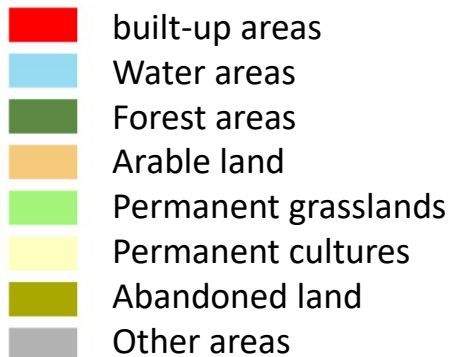 built-up areas
Water areas
Forest areas
Arable land
Permanent grasslands
Permanent cultures
Abandoned land
Other areas